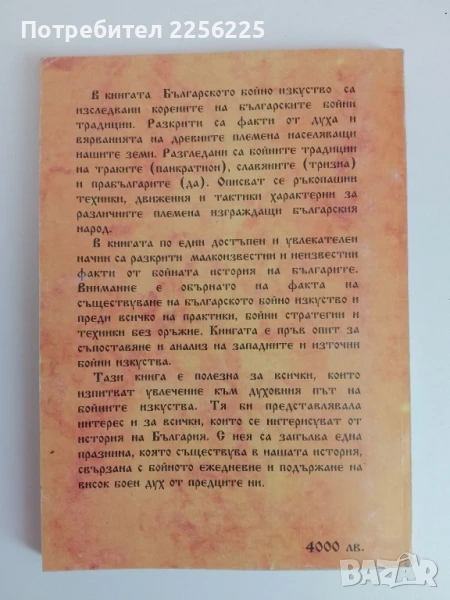 Потребител 2256225
В книгата Българското бойно изкуство са
изследвани корените на българските бойни
традиции. Разкрити са факти от духа и
вярванията на древните племена населяващи
нашите земи. Разгледани са бойните традиции
на траките (панкратион), славяните (тризна)
и прабългарите (да). Описват се ръкопашни
техники, движения и тактики характерни за
различните племена изграждащи българския
народ.
В книгата по един достъпен и увлекателен
начин са разкрити малкоизвестни и неизвестни
факти от бойната история на българите.
Внимание е обърнато на факта на
съществуване на българското бойно изкуство и
преди всичко на практики, бойни стратегии и
техники без оръжие. Книгата е пръв опит за
съпоставяне и анализ на западните и източни
бойни изкуства.
Тази книга е полезна за всички, които
изпитват увлечение към духовния път на
бойните изкуства. Тя би представлявала
интерес и за всички, които се интерисуват от
история на България. С нея са запълва една
празнина, която съществува в нашата история,
свързана с бойното ежедневие и подържане на
висок боен дух от предците ни.
4000 лв.
BAZAR
bg